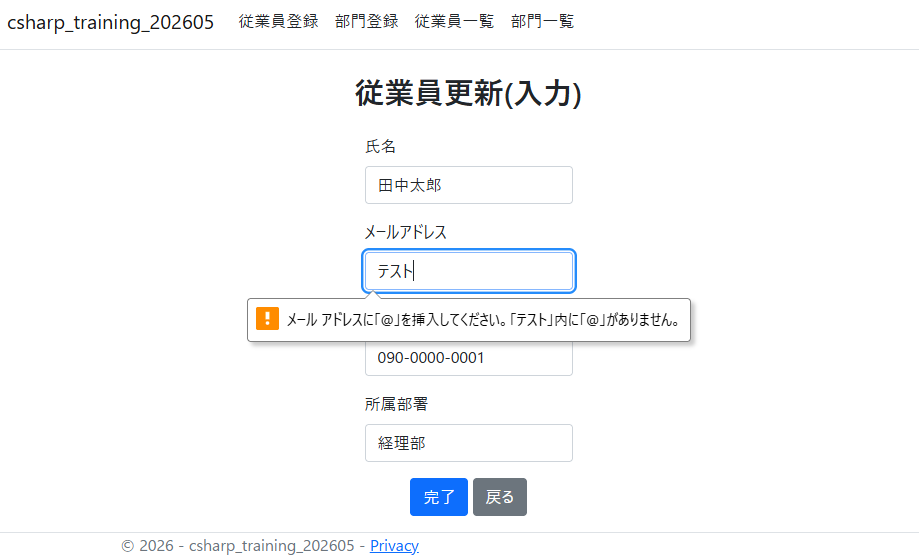 csharp_training_202605 従業員登録 部門登録 従業員一覧 部門一覧
従業員更新(入力)
氏名
田中太郎
メールアドレス
テスト
メール アドレスに「@」を挿入してください。「テスト」内に「@」がありません。
090-0000-0001
所属部署
経理部
完了 戻る
© 2026 - csharp_training_202605 - Privacy